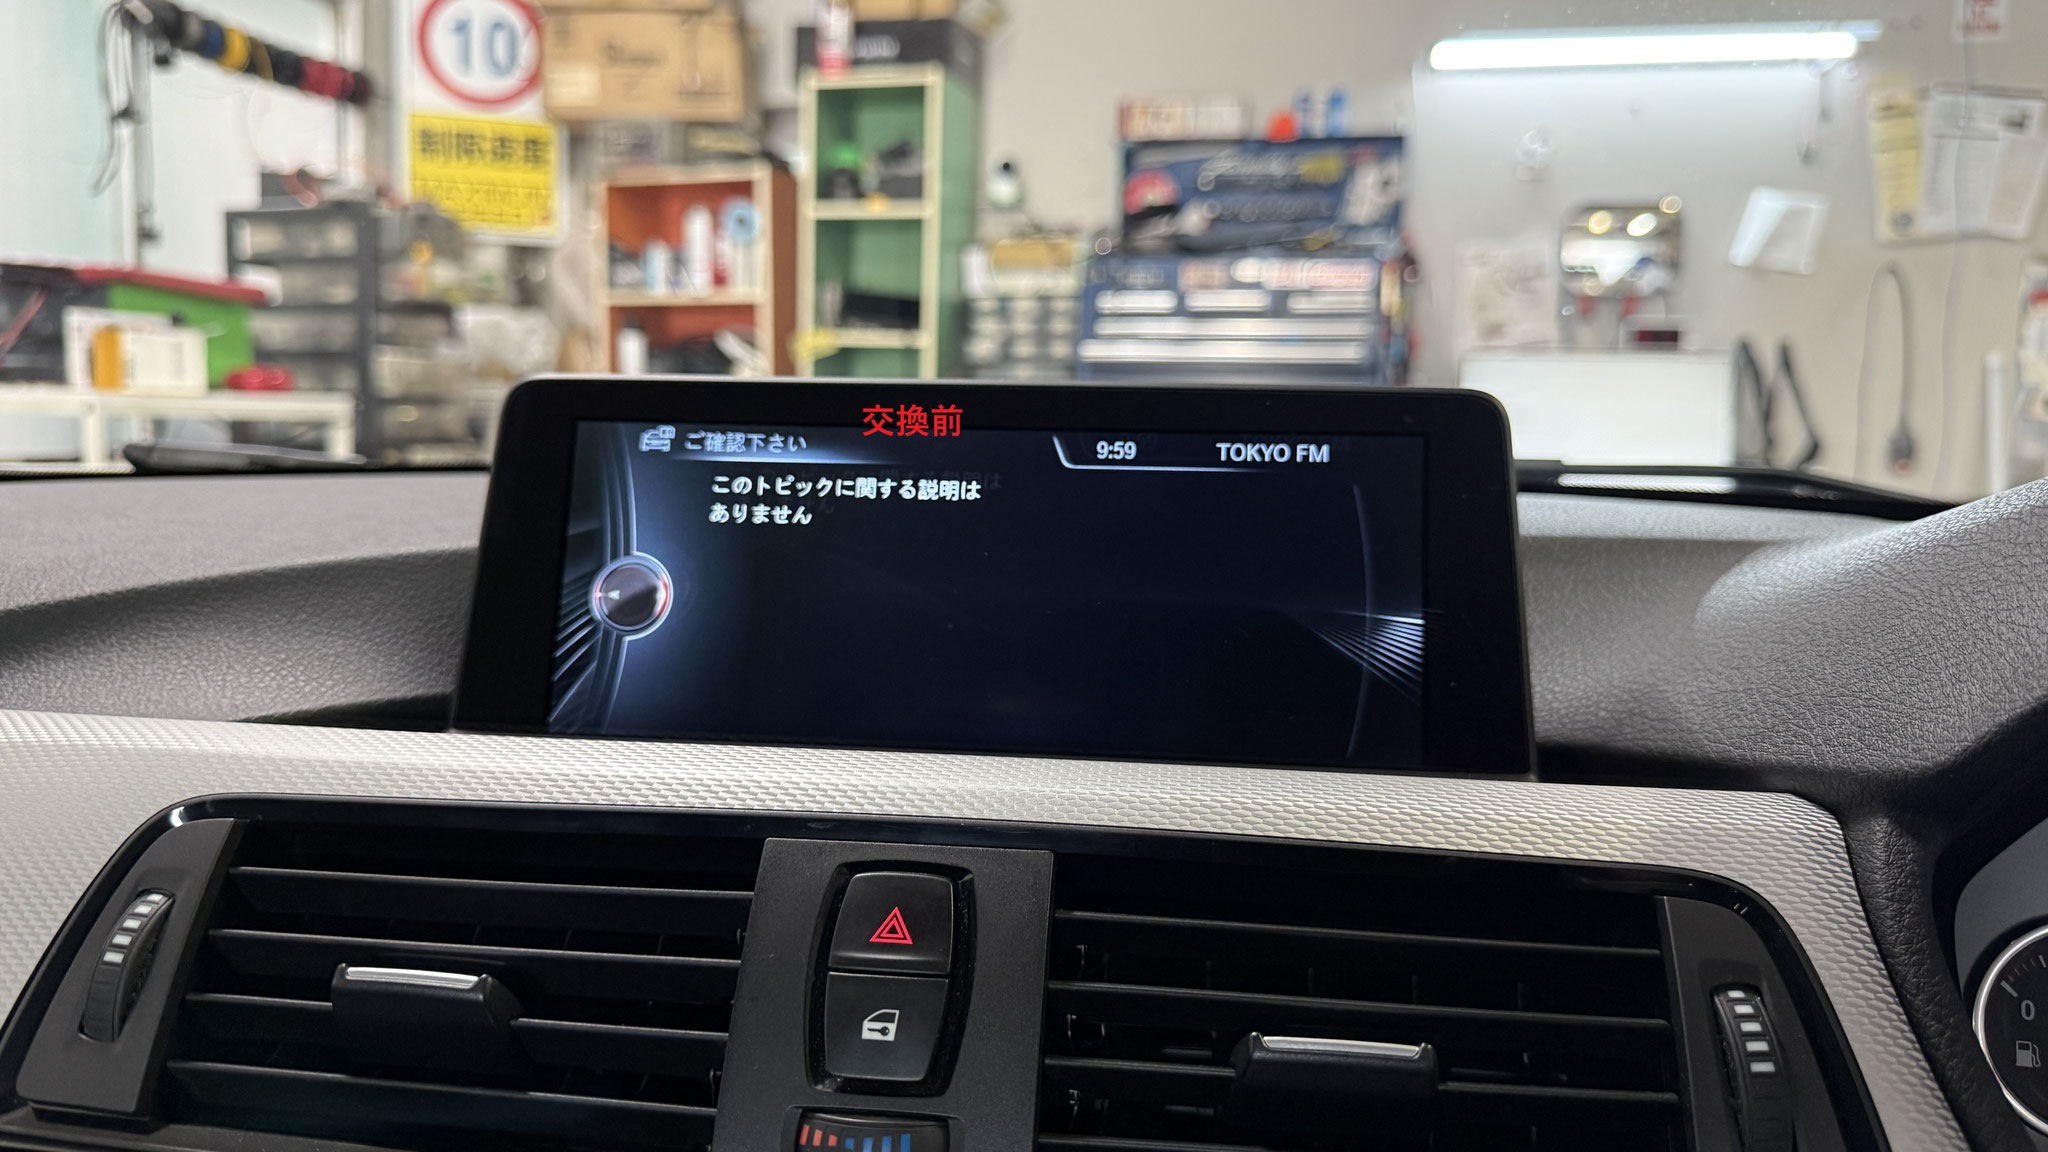 10
制限速度
交換前
ご確認下さい
9:59
TOKYO FM
このトピックに関する説明は
ありません
0